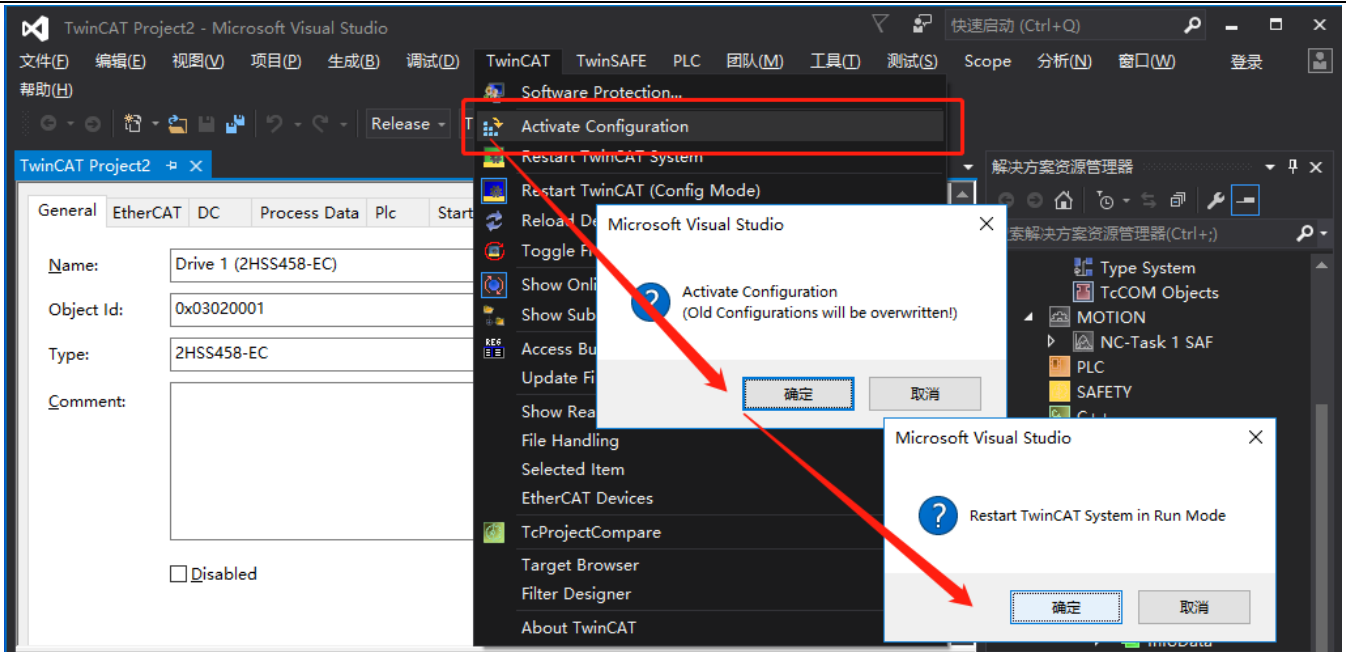 TwinCAT Project2 - Microsoft Visual Studio
快速启动 (Ctrl+Q)
文件(F) 编辑(E) 视图(V) 项目(P) 生成(B) 调试(D) TwinCAT TwinSAFE PLC 团队(M) 工具(T) 测试(S) Scope 分析(N) 窗口(W) 登录
帮助(H)
Release
TwinCAT Project2
General EtherCAT DC Process Data Plc
Name: Drive 1 (2HSS458-EC)
Object Id: 0x03020001
Type: 2HSS458-EC
Comment:
Disabled
Software Protection...
Activate Configuration
Restart TwinCAT System
Restart TwinCAT (Config Mode)
Reload
Toggle
Show
Show
Access
Update
Show
File Handling
Selected Item
EtherCAT Devices
TcProjectCompare
Target Browser
Filter Designer
About TwinCAT
Microsoft Visual Studio
Activate Configuration
(Old Configurations will be overwritten!)
确定 取消
Microsoft Visual Studio
Restart TwinCAT System in Run Mode
确定 取消
解决方案资源管理器
索解决方案资源管理器(Ctrl+;)
Type System
TcCOM Objects
MOTION
NC-Task 1 SAF
PLC
SAFETY